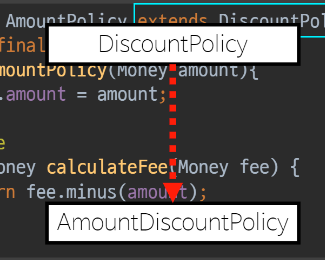 AmountPolicy extends DiscountPol
final
DiscountPolicy
mountPolicy(Money amount){
.amount = amount;
e
oney calculateFee(Money fee) {
rn fee.minus(amount);
AmountDiscountPolicy